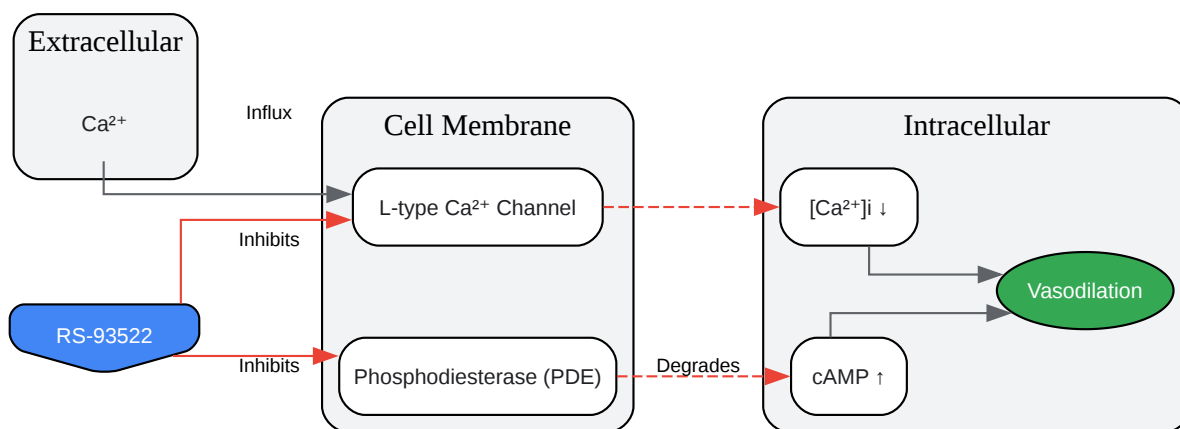 Extracellular
Ca²⁺
Influx
Cell Membrane
L-type Ca²⁺ Channel
Inhibits
RS-93522
Inhibits
Phosphodiesterase (PDE)
Degrades
Intracellular
[Ca²⁺]i ↓
Vasodilation
cAMP ↑